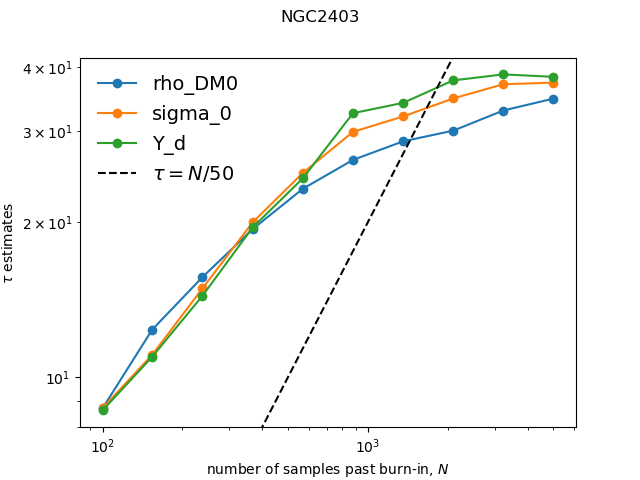 NGC2403
4 × 10¹
3 × 10¹
2 × 10¹
10¹
τ estimates
rho_DM0
sigma_0
Y_d
τ = N/50
10²
10³
number of samples past burn-in, N